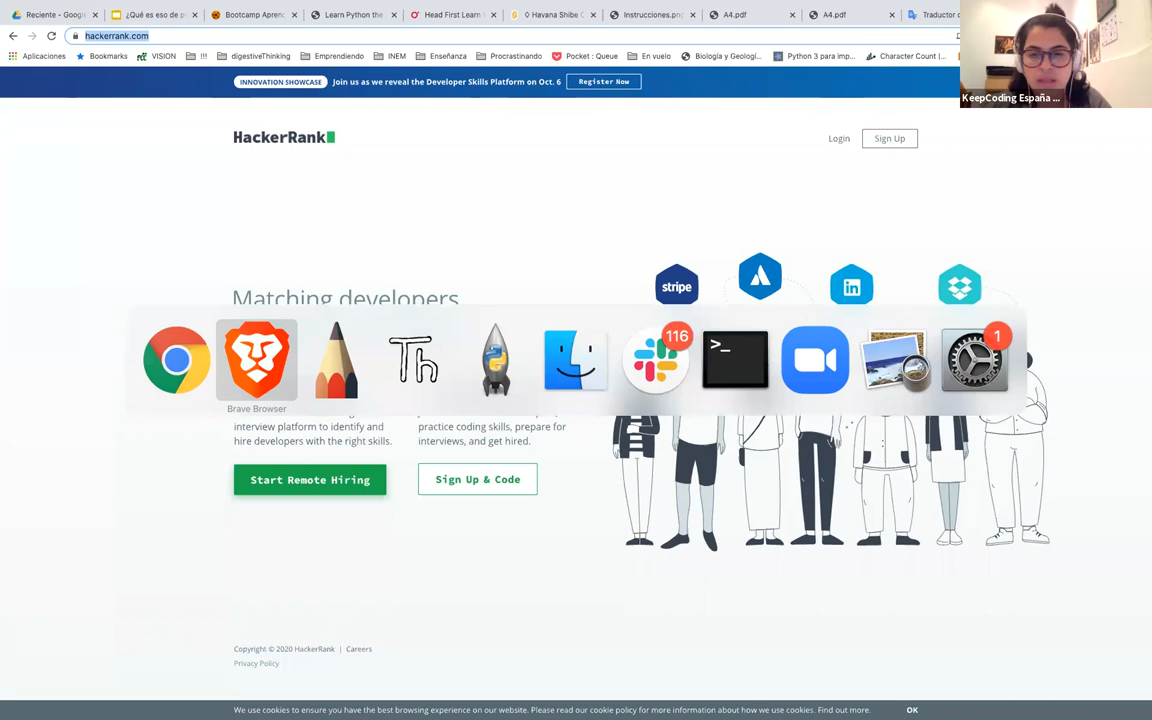 Reciente - Google
¿Qué es eso de p
Bootcamp Apren
Learn Python the
Head First Learn
◊ Havana Shibe C
Instrucciones.pn
A4.pdf
A4.pdf
Traductor d
hackerrank.com
Aplicaciones
Bookmarks
VISION
!!!
digestiveThinking
Emprendiendo
INEM
Enseñanza
Procrastinando
Pocket : Queue
En vuelo
Biología y Geologí...
Python 3 para imp...
Character Count |...
KeepCoding España ...
INNOVATION SHOWCASE
Join us as we reveal the Developer Skills Platform on Oct. 6
Register Now
HackerRank
Login
Sign Up
stripe
in
Matching developers
Th
116
>_
1
Brave Browser
interview platform to identify and
hire developers with the right skills.
practice coding skills, prepare for
interviews, and get hired.
Start Remote Hiring
Sign Up & Code
Copyright © 2020 HackerRank | Careers
Privacy Policy
We use cookies to ensure you have the best browsing experience on our website. Please read our cookie policy for more information about how we use cookies. Find out more.
OK